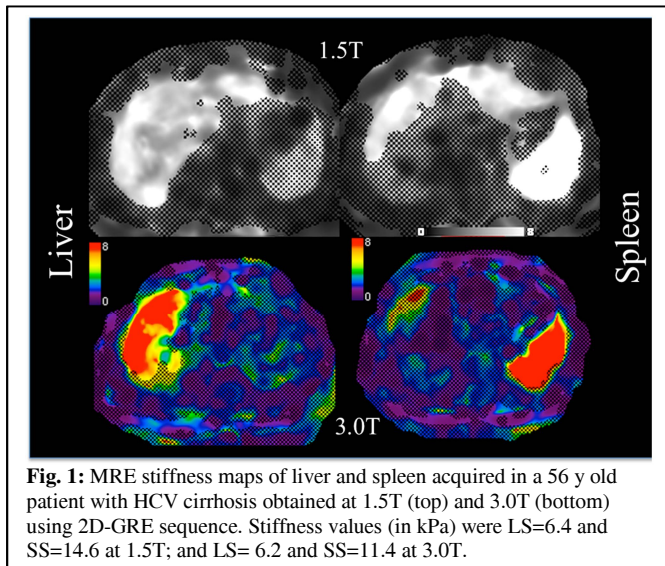 1.5T
Liver
Spleen
0 8
8
0
8
0
3.0T
Fig. 1: MRE stiffness maps of liver and spleen acquired in a 56 y old
patient with HCV cirrhosis obtained at 1.5T (top) and 3.0T (bottom)
using 2D-GRE sequence. Stiffness values (in kPa) were LS=6.4 and
SS=14.6 at 1.5T; and LS= 6.2 and SS=11.4 at 3.0T.